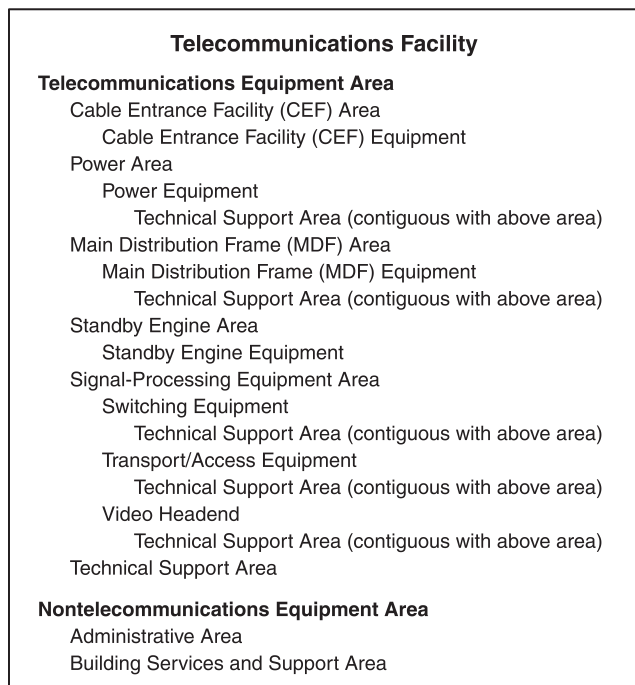 Telecommunications Facility
Telecommunications Equipment Area
Cable Entrance Facility (CEF) Area
Cable Entrance Facility (CEF) Equipment
Power Area
Power Equipment
Technical Support Area (contiguous with above area)
Main Distribution Frame (MDF) Area
Main Distribution Frame (MDF) Equipment
Technical Support Area (contiguous with above area)
Standby Engine Area
Standby Engine Equipment
Signal-Processing Equipment Area
Switching Equipment
Technical Support Area (contiguous with above area)
Transport/Access Equipment
Technical Support Area (contiguous with above area)
Video Headend
Technical Support Area (contiguous with above area)
Technical Support Area
Nontelecommunications Equipment Area
Administrative Area
Building Services and Support Area